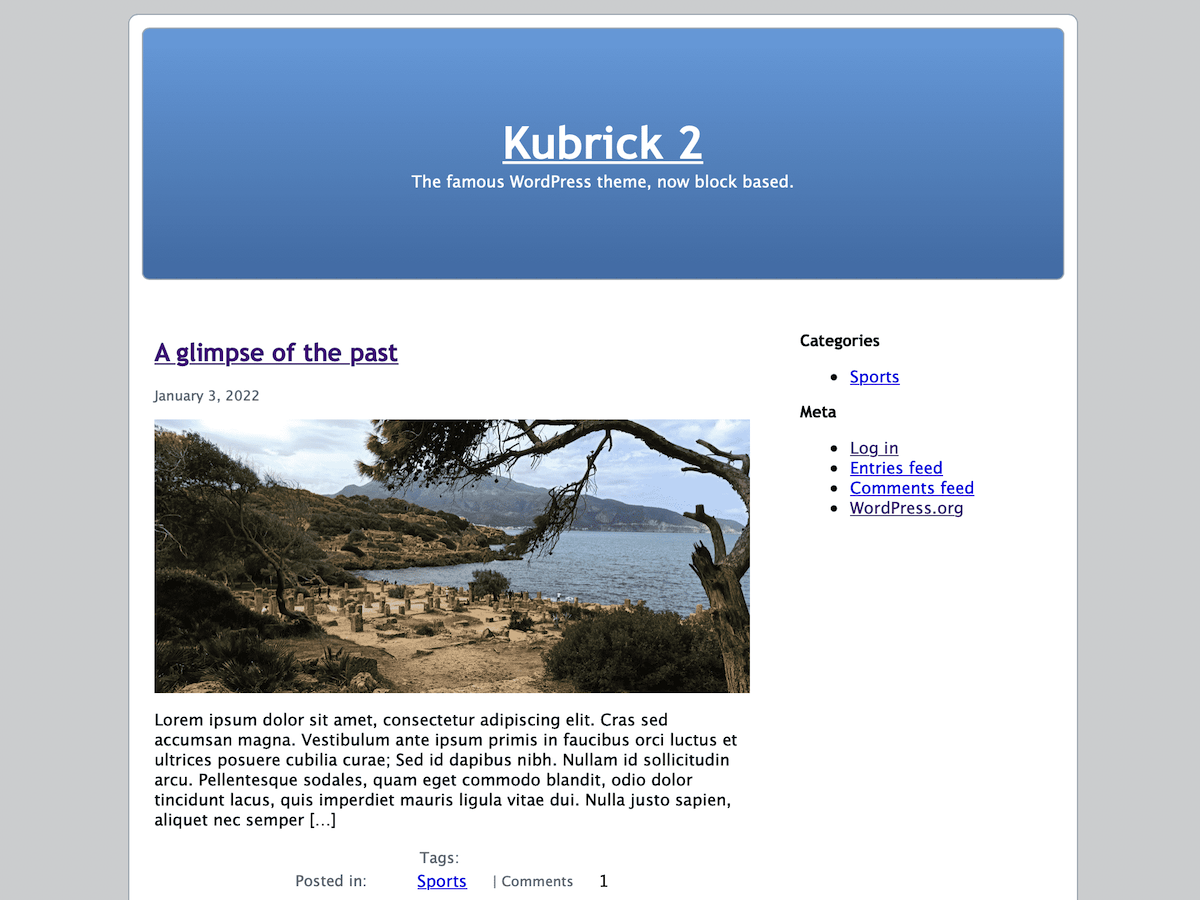 Kubrick 2
The famous WordPress theme, now block based.
A glimpse of the past
January 3, 2022
Lorem ipsum dolor sit amet, consectetur adipiscing elit. Cras sed
accumsan magna. Vestibulum ante ipsum primis in faucibus orci luctus et
ultrices posuere cubilia curae; Sed id dapibus nibh. Nullam id sollicitudin
arcu. Pellentesque sodales, quam eget commodo blandit, odio dolor
tincidunt lacus, quis imperdiet mauris ligula vitae dui. Nulla justo sapien,
aliquet nec semper […]
Tags:
Posted in: Sports | Comments 1
Categories
Sports
Meta
Log in
Entries feed
Comments feed
WordPress.org